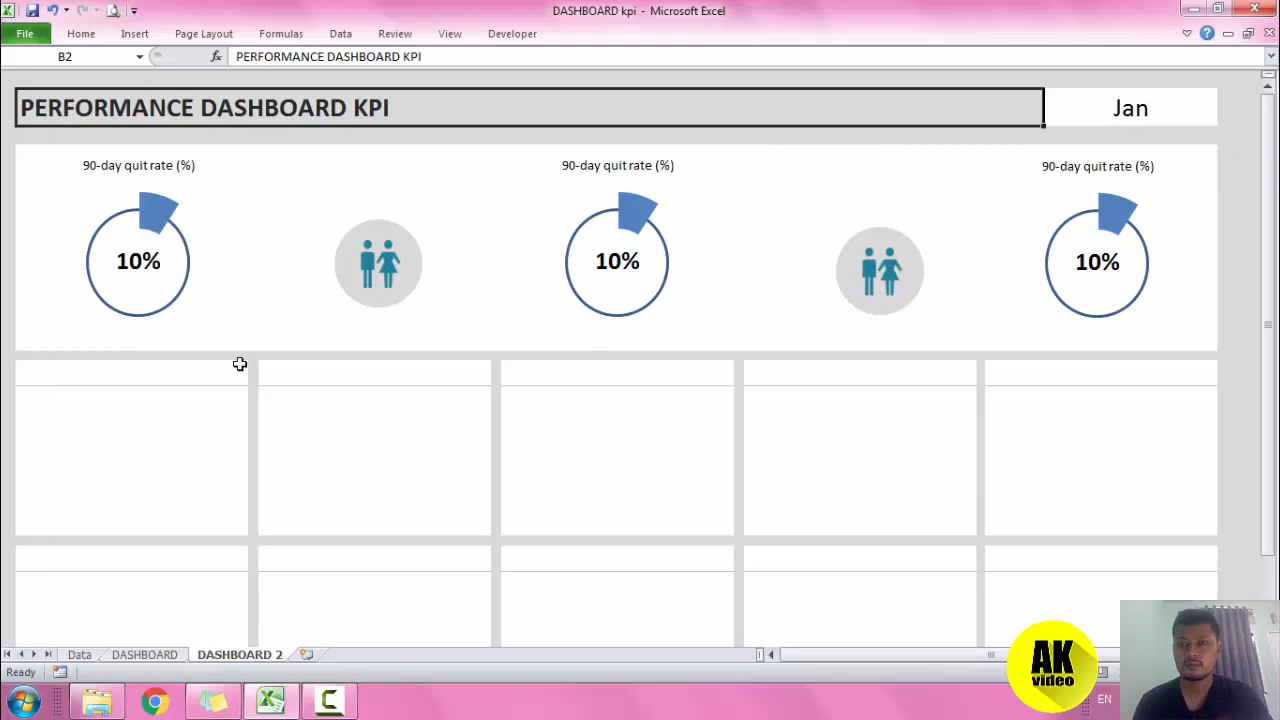 DASHBOARD kpi - Microsoft Excel
File Home Insert Page Layout Formulas Data Review View Developer
B2 fx PERFORMANCE DASHBOARD KPI
PERFORMANCE DASHBOARD KPI Jan
90-day quit rate (%) 90-day quit rate (%) 90-day quit rate (%)
10% 10% 10%
Data DASHBOARD DASHBOARD 2
Ready
AK
video
EN